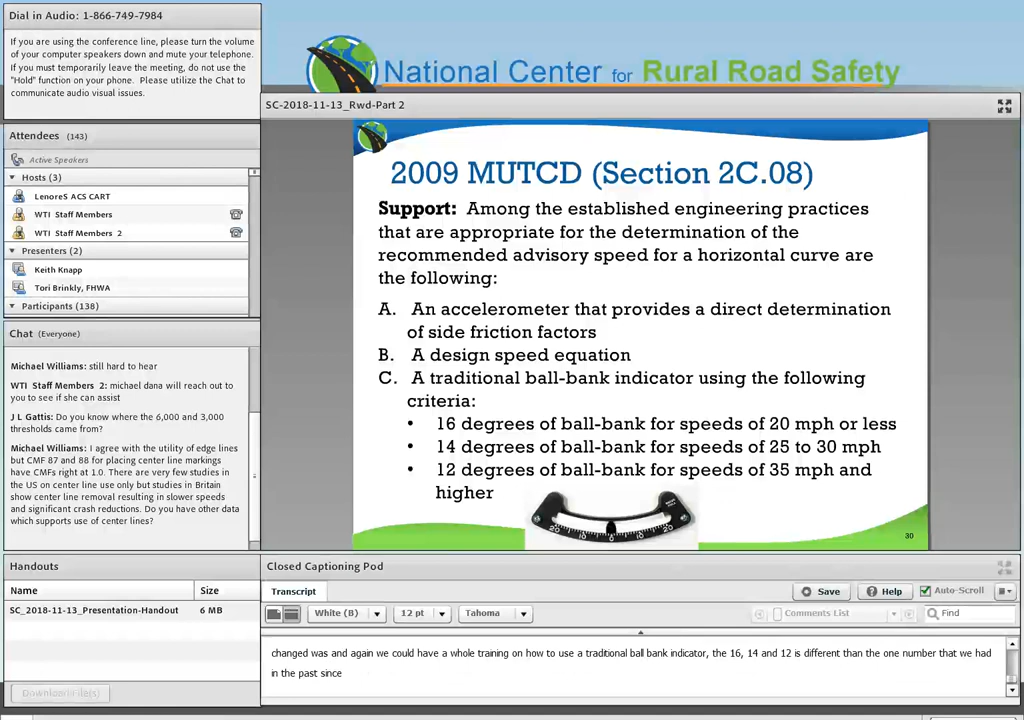 Dial in Audio: 1-866-749-7984
If you are using the conference line, please turn the volume
of your computer speakers down and mute your telephone.
If you must temporarily leave the meeting, do not use the
"Hold" function on your phone. Please utilize the Chat to
communicate audio visual issues.
National Center for Rural Road Safety
SC-2018-11-13_Rwd-Part 2
Attendees (143)
Active Speakers
Hosts (3)
LenoreS ACS CART
WTI Staff Members
WTI Staff Members 2
Presenters (2)
Keith Knapp
Tori Brinkly, FHWA
Participants (138)
Chat (Everyone)
Michael Williams: still hard to hear
WTI Staff Members 2: michael dana will reach out to
you to see if she can assist
J L Gattis: Do you know where the 6,000 and 3,000
thresholds came from?
Michael Williams: I agree with the utility of edge lines
but CMF 87 and 88 for placing center line markings
have CMFs right at 1.0. There are very few studies in
the US on center line use only but studies in Britain
show center line removal resulting in slower speeds
and significant crash reductions. Do you have other data
which supports use of center lines?
2009 MUTCD (Section 2C.08)
Support: Among the established engineering practices
that are appropriate for the determination of the
recommended advisory speed for a horizontal curve are
the following:
A. An accelerometer that provides a direct determination
of side friction factors
B. A design speed equation
C. A traditional ball-bank indicator using the following
criteria:
• 16 degrees of ball-bank for speeds of 20 mph or less
• 14 degrees of ball-bank for speeds of 25 to 30 mph
• 12 degrees of ball-bank for speeds of 35 mph and
higher
20 10 0 10 20
30
Handouts
Name Size
SC_2018-11-13_Presentation-Handout 6 MB
Download File(s)
Closed Captioning Pod
Transcript
Save
Help
Auto-Scroll
White (B)
12 pt
Tahoma
Comments List
Find
changed was and again we could have a whole training on how to use a traditional ball bank indicator, the 16, 14 and 12 is different than the one number that we had
in the past since